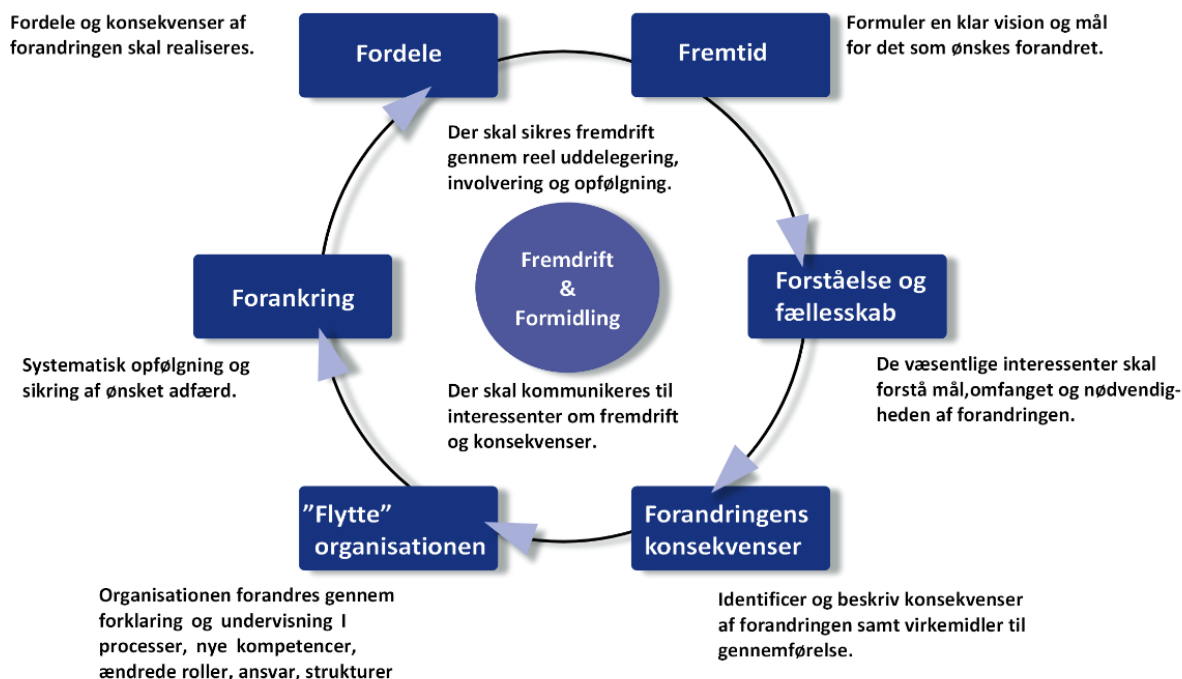 Fordele og konsekvenser af
forandringen skal realiseres.
Fordele
Fremtid
Formuler en klar vision og mål
for det som ønskes forandret.
Der skal sikres fremdrift
gennem reel uddelegering,
involvering og opfølgning.
Fremdrift
&
Formidling
Der skal kommunikeres til
interessenter om fremdrift
og konsekvenser.
Forståelse og
fællesskab
De væsentlige interessenter skal
forstå mål,omfanget og nødvendig-
heden af forandringen.
Forandringens
konsekvenser
Identificer og beskriv konsekvenser
af forandringen samt virkemidler til
gennemførelse.
”Flytte”
organisationen
Organisationen forandres gennem
forklaring og undervisning I
processer, nye kompetencer,
ændrede roller, ansvar, strukturer
Forankring
Systematisk opfølgning og
sikring af ønsket adfærd.